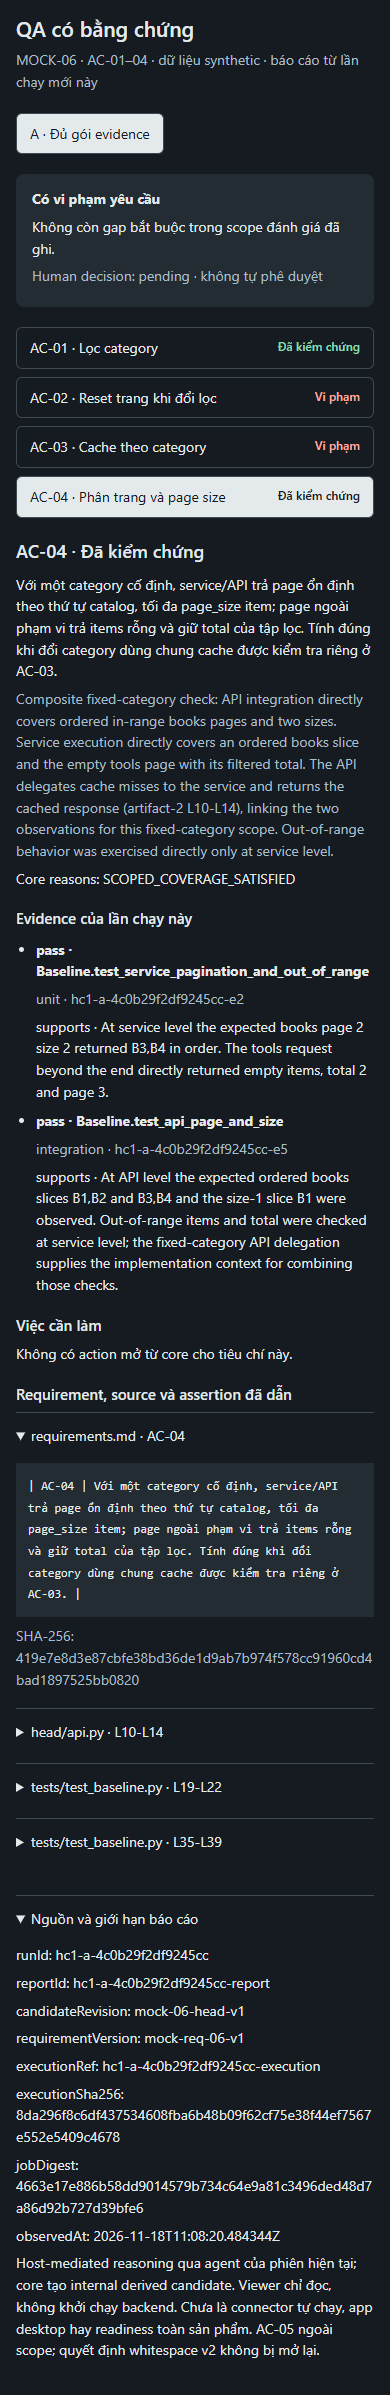 QA có bằng chứng
MOCK-06 · AC-01–04 · dữ liệu synthetic · báo cáo từ lần
chạy mới này
A · Đủ gói evidence
Có vi phạm yêu cầu
Không còn gap bắt buộc trong scope đánh giá đã
ghi.
Human decision: pending · không tự phê duyệt
AC-01 · Lọc category
Đã kiểm chứng
AC-02 · Reset trang khi đổi lọc
Vi phạm
AC-03 · Cache theo category
Vi phạm
AC-04 · Phân trang và page size
Đã kiểm chứng
AC-04 · Đã kiểm chứng
Với một category cố định, service/API trả page ổn định
theo thứ tự catalog, tối đa page_size item; page ngoài
phạm vi trả items rỗng và giữ total của tập lọc. Tính đúng
khi đổi category dùng chung cache được kiểm tra riêng ở
AC-03.
Composite fixed-category check: API integration directly
covers ordered in-range books pages and two sizes.
Service execution directly covers an ordered books slice
and the empty tools page with its filtered total. The API
delegates cache misses to the service and returns the
cached response (artifact-2 L10-L14), linking the two
observations for this fixed-category scope. Out-of-range
behavior was exercised directly only at service level.
Core reasons: SCOPED_COVERAGE_SATISFIED
Evidence của lần chạy này
• pass ·
Baseline.test_service_pagination_and_out_of_range
unit · hc1-a-4c0b29f2df9245cc-e2
supports · At service level the expected books page 2
size 2 returned B3,B4 in order. The tools request
beyond the end directly returned empty items, total 2
and page 3.
• pass · Baseline.test_api_page_and_size
integration · hc1-a-4c0b29f2df9245cc-e5
supports · At API level the expected ordered books
slices B1,B2 and B3,B4 and the size-1 slice B1 were
observed. Out-of-range items and total were checked
at service level; the fixed-category API delegation
supplies the implementation context for combining
those checks.
Việc cần làm
Không có action mở từ core cho tiêu chí này.
Requirement, source và assertion đã dẫn
▼ requirements.md · AC-04
| AC-04 | Với một category cố định, service/API
trả page ổn định theo thứ tự catalog, tối đa
page_size item; page ngoài phạm vi trả items rỗng
và giữ total của tập lọc. Tính đúng khi đổi
category dùng chung cache được kiểm tra riêng ở
AC-03. |
SHA-256:
419e7e8d3e87cbfe38bd36de1d9ab7b974f578cc91960cd4
bad1897525bb0820
▶ head/api.py · L10-L14
▶ tests/test_baseline.py · L19-L22
▶ tests/test_baseline.py · L35-L39
▼ Nguồn và giới hạn báo cáo
runId: hc1-a-4c0b29f2df9245cc
reportId: hc1-a-4c0b29f2df9245cc-report
candidateRevision: mock-06-head-v1
requirementVersion: mock-req-06-v1
executionRef: hc1-a-4c0b29f2df9245cc-execution
executionSha256:
8da296f8c6df437534608fba6b48b09f62cf75e38f44ef7567
e552e5409c4678
jobDigest:
4663e17e886b58dd9014579b734c64e9a81c3496ded48d7
a86d92b727d39bfe6
observedAt: 2026-11-18T11:08:20.484344Z
Host-mediated reasoning qua agent của phiên hiện tại;
core tạo internal derived candidate. Viewer chỉ đọc,
không khởi chạy backend. Chưa là connector tự chạy, app
desktop hay readiness toàn sản phẩm. AC-05 ngoài
scope; quyết định whitespace v2 không bị mở lại.